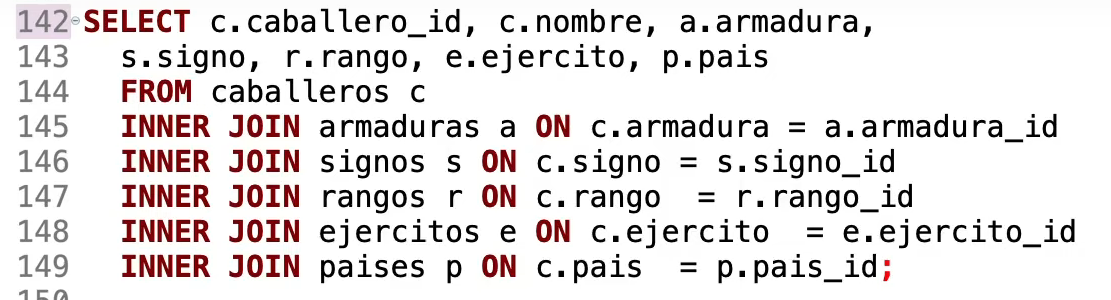 142 SELECT c.caballero_id, c.nombre, a.armadura,
143 s.signo, r.rango, e.ejercito, p.pais
144 FROM caballeros c
145 INNER JOIN armaduras a ON c.armadura = a.armadura_id
146 INNER JOIN signos s ON c.signo = s.signo_id
147 INNER JOIN rangos r ON c.rango  = r.rango_id
148 INNER JOIN ejercitos e ON c.ejercito  = e.ejercito_id
149 INNER JOIN paises p ON c.pais  = p.pais_id;
150